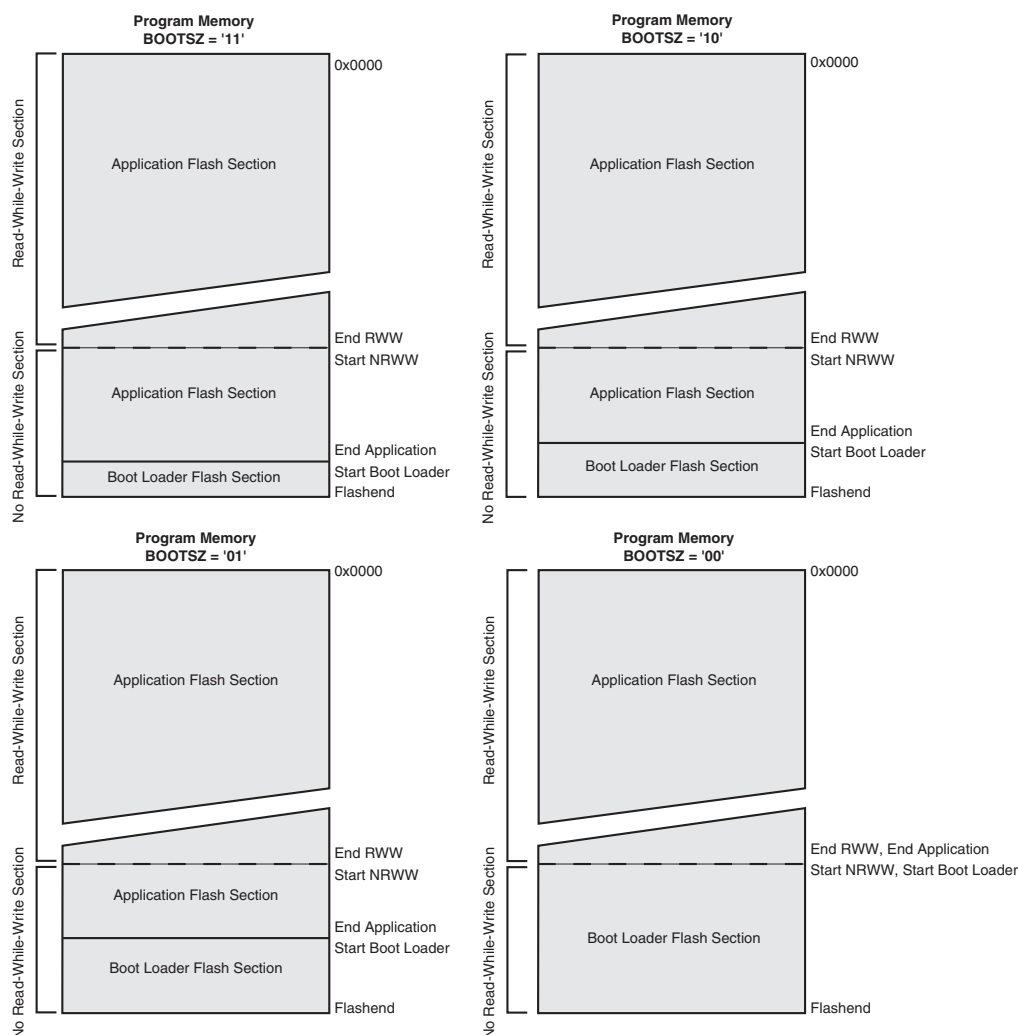 Program Memory
BOOTSZ = '11'
0x0000
Read-While-Write Section
Application Flash Section
End RWW
Start NRWW
No Read-While-Write Section
Application Flash Section
End Application
Start Boot Loader
Boot Loader Flash Section
Flashend
Program Memory
BOOTSZ = '10'
0x0000
Read-While-Write Section
Application Flash Section
End RWW
Start NRWW
No Read-While-Write Section
Application Flash Section
End Application
Start Boot Loader
Boot Loader Flash Section
Flashend
Program Memory
BOOTSZ = '01'
0x0000
Read-While-Write Section
Application Flash Section
End RWW
Start NRWW
No Read-While-Write Section
Application Flash Section
End Application
Start Boot Loader
Boot Loader Flash Section
Flashend
Program Memory
BOOTSZ = '00'
0x0000
Read-While-Write Section
Application Flash Section
End RWW, End Application
Start NRWW, Start Boot Loader
No Read-While-Write Section
Boot Loader Flash Section
Flashend